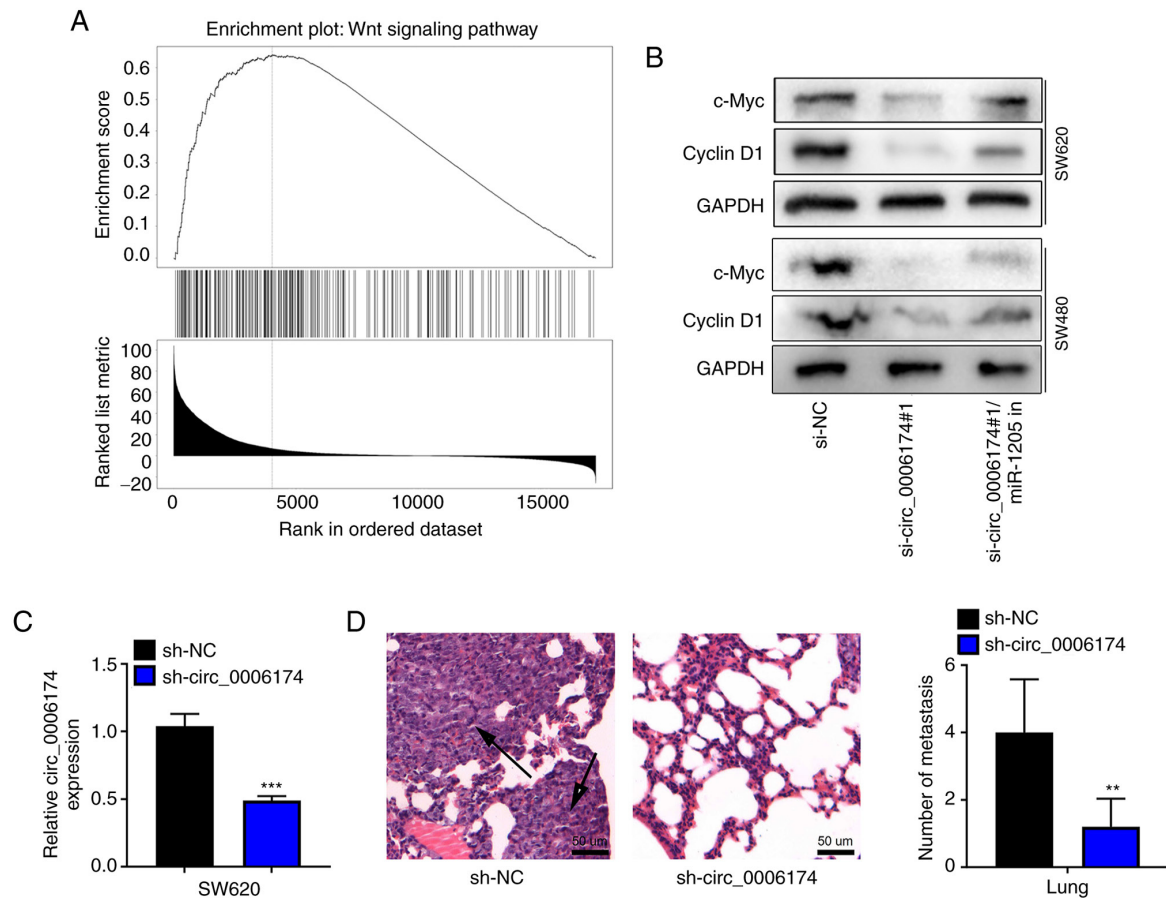 A
Enrichment plot: Wnt signaling pathway
Enrichment score
0.6
0.5
0.4
0.3
0.2
0.1
0.0
Ranked list metric
100
80
60
40
20
0
−20
0 5000 10000 15000
Rank in ordered dataset
B
c-Myc
Cyclin D1
GAPDH
SW620
c-Myc
Cyclin D1
GAPDH
SW480
si-NC
si-circ_0006174#1
si-circ_0006174#1/
miR-1205 in
C
sh-NC
sh-circ_0006174
Relative circ_0006174
expression
1.5
1.0
0.5
0.0
***
SW620
D
50 um
sh-NC
50 um
sh-circ_0006174
sh-NC
sh-circ_0006174
Number of metastasis
6
4
2
0
**
Lung